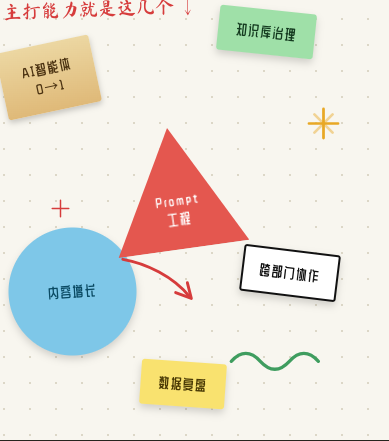 主打能力就是这几个 ↓
知识库治理
AI智能体
0→1
Prompt
工程
跨部门协作
内容增长
数据复盘